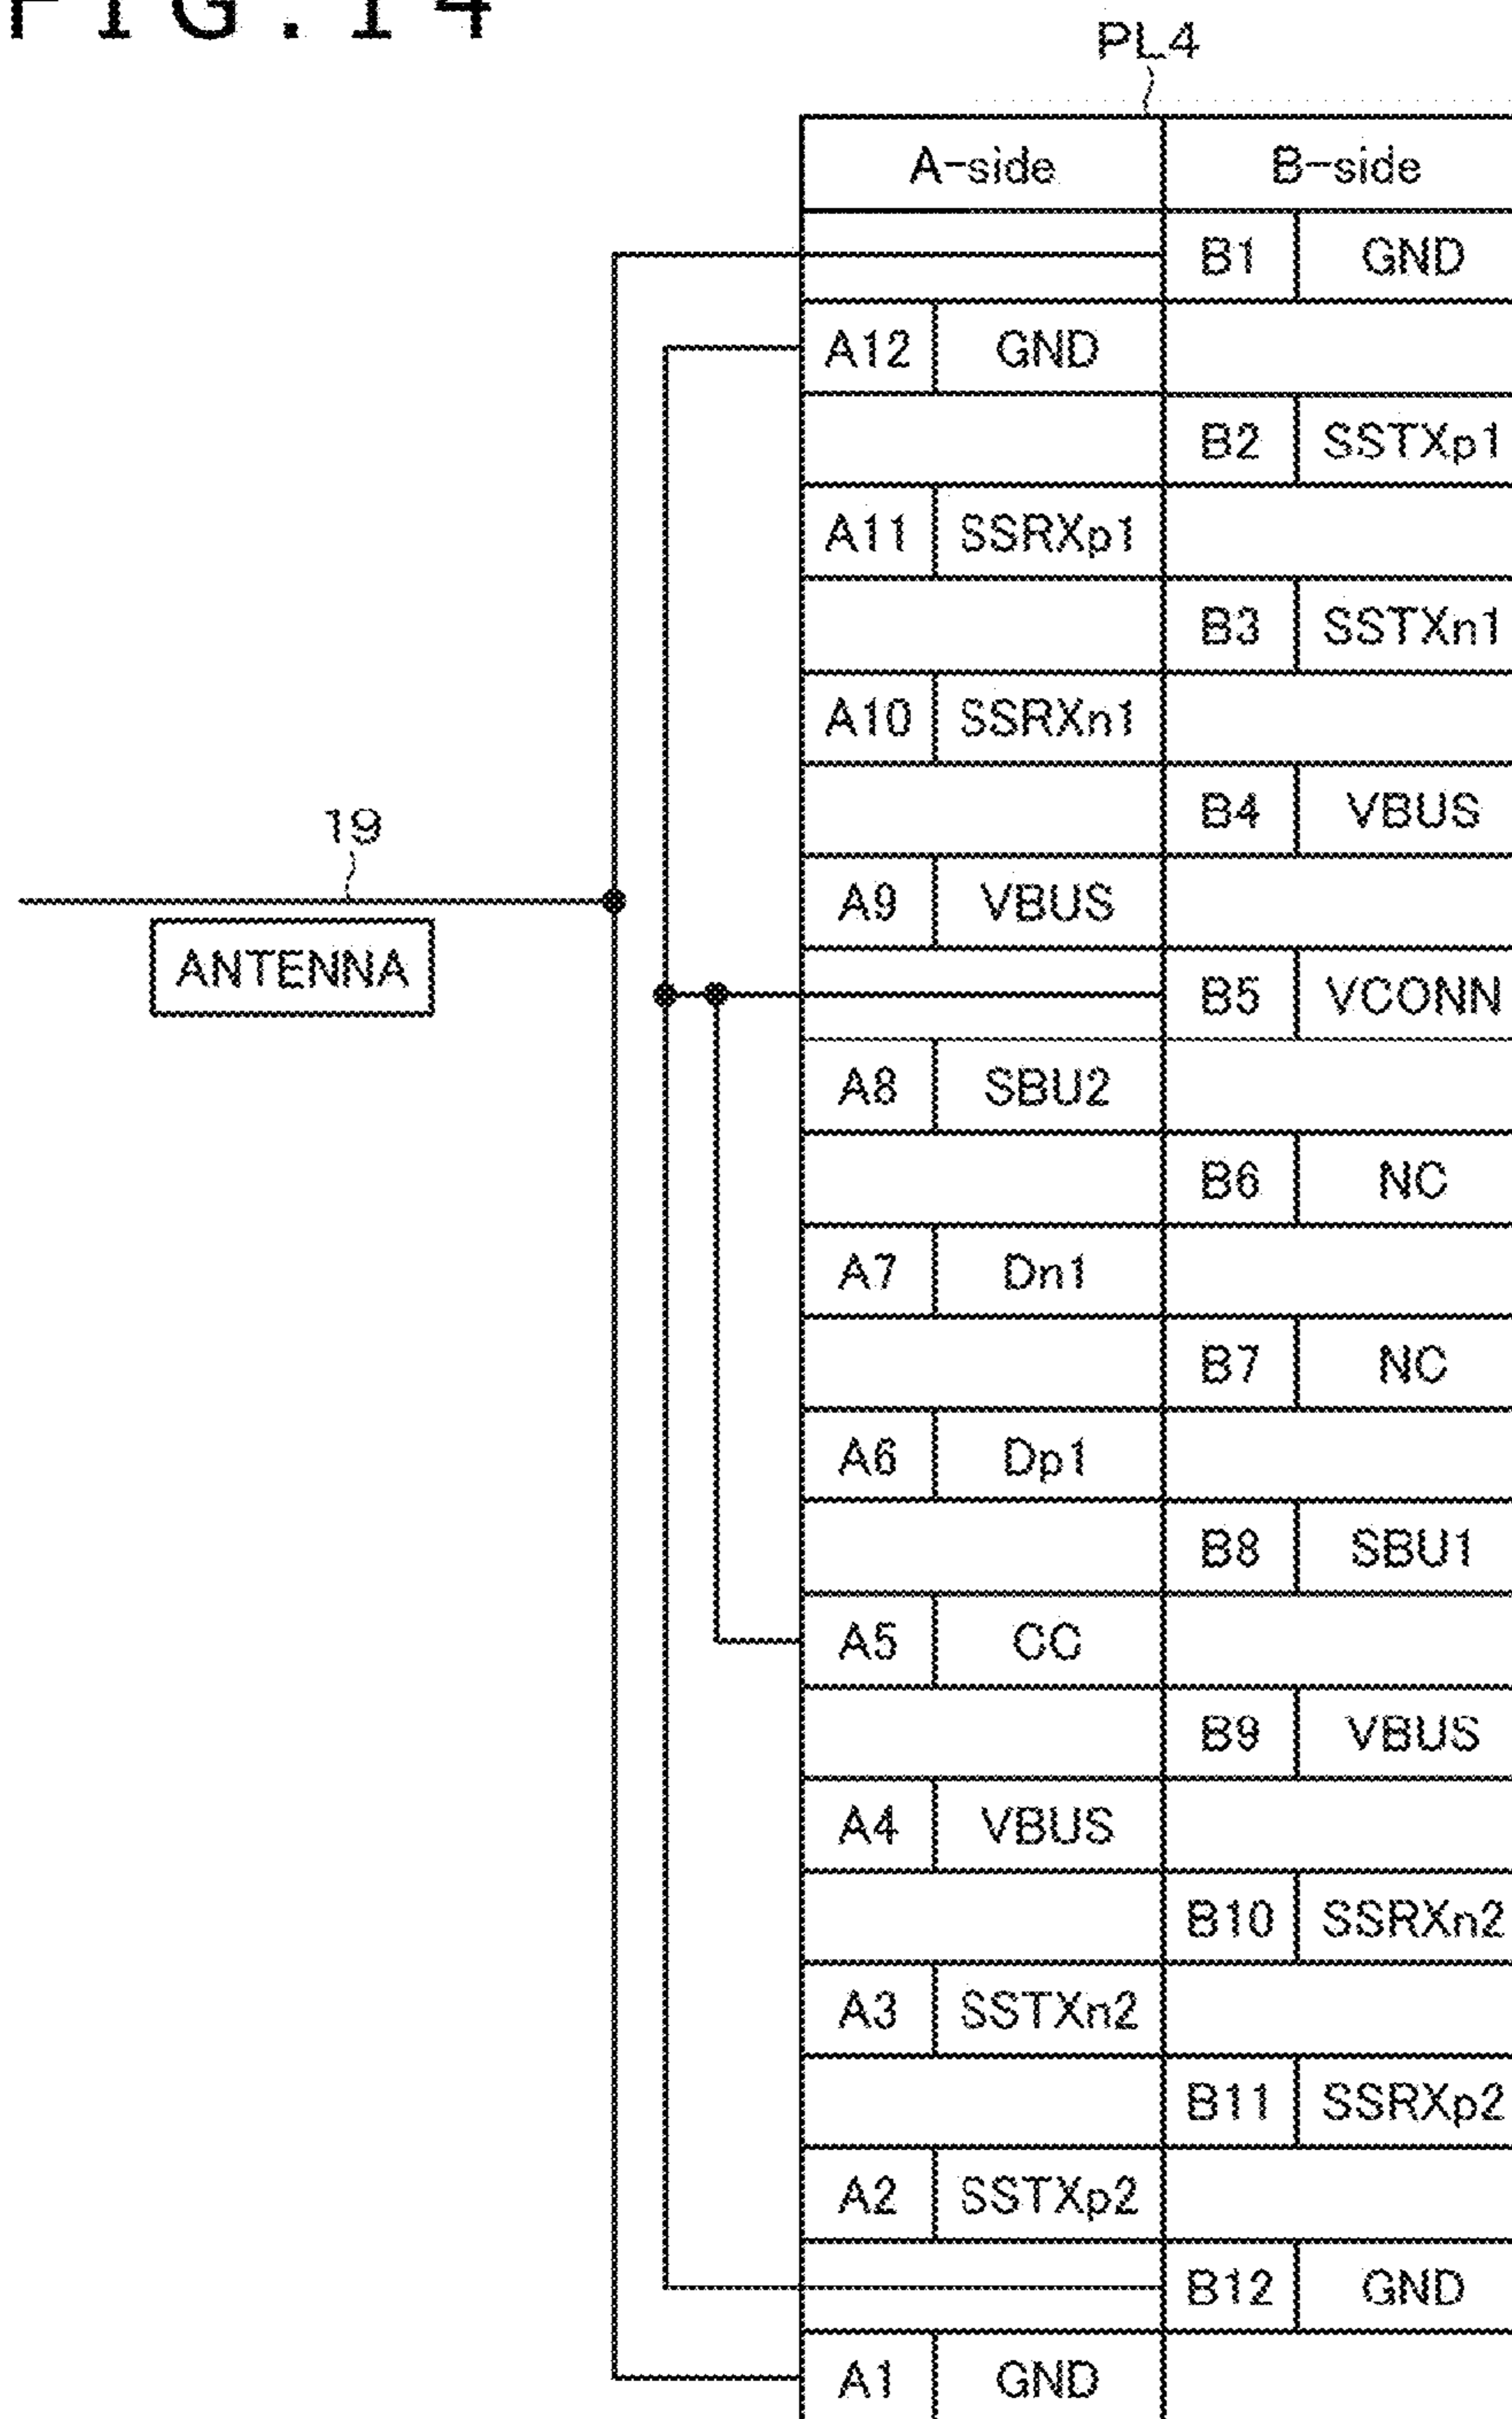 FIG.14
PL4
A-side B-side
B1 GND
A12 GND
B2 SSTXp1
A11 SSRXp1
B3 SSTXn1
A10 SSRXn1
B4 VBUS
19
A9 VBUS
ANTENNA
B5 VCONN
A8 SBU2
B6 NC
A7 Dn1
B7 NC
A6 Dp1
B8 SBU1
A5 CC
B9 VBUS
A4 VBUS
B10 SSRXn2
A3 SSTXn2
B11 SSRXp2
A2 SSTXp2
B12 GND
A1 GND